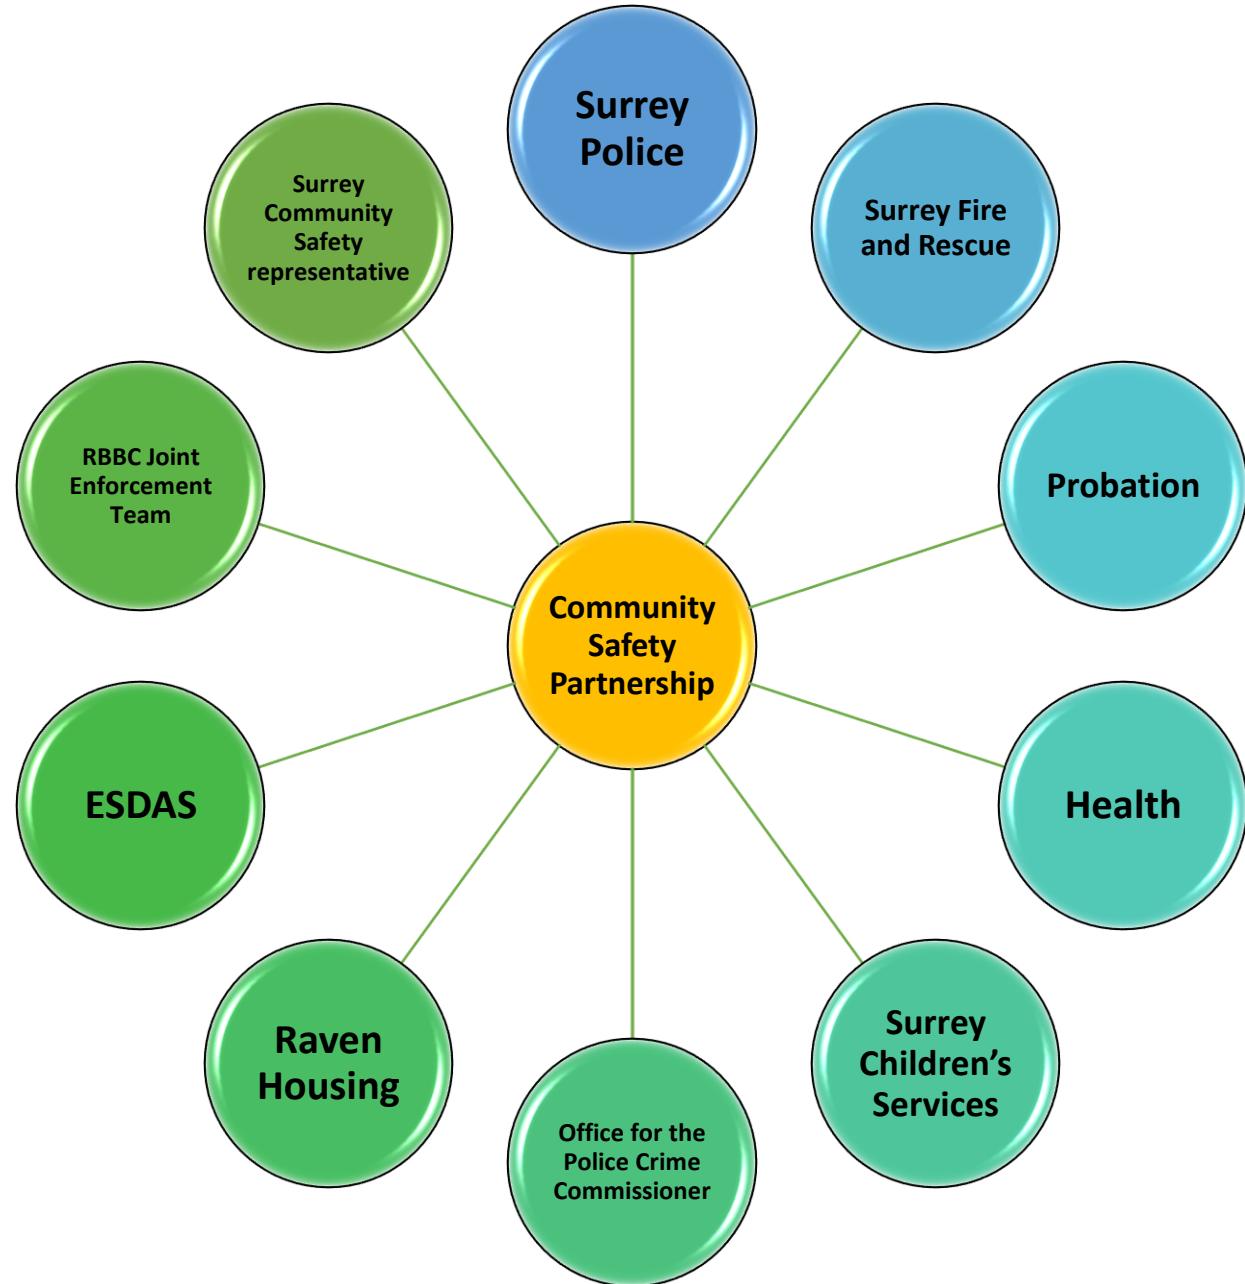 Surrey
Police
Surrey Fire
and Rescue
Probation
Health
Surrey
Children’s
Services
Office for the
Police Crime
Commissioner
Raven
Housing
ESDAS
RBBC Joint
Enforcement
Team
Surrey
Community
Safety
representative
Community
Safety
Partnership